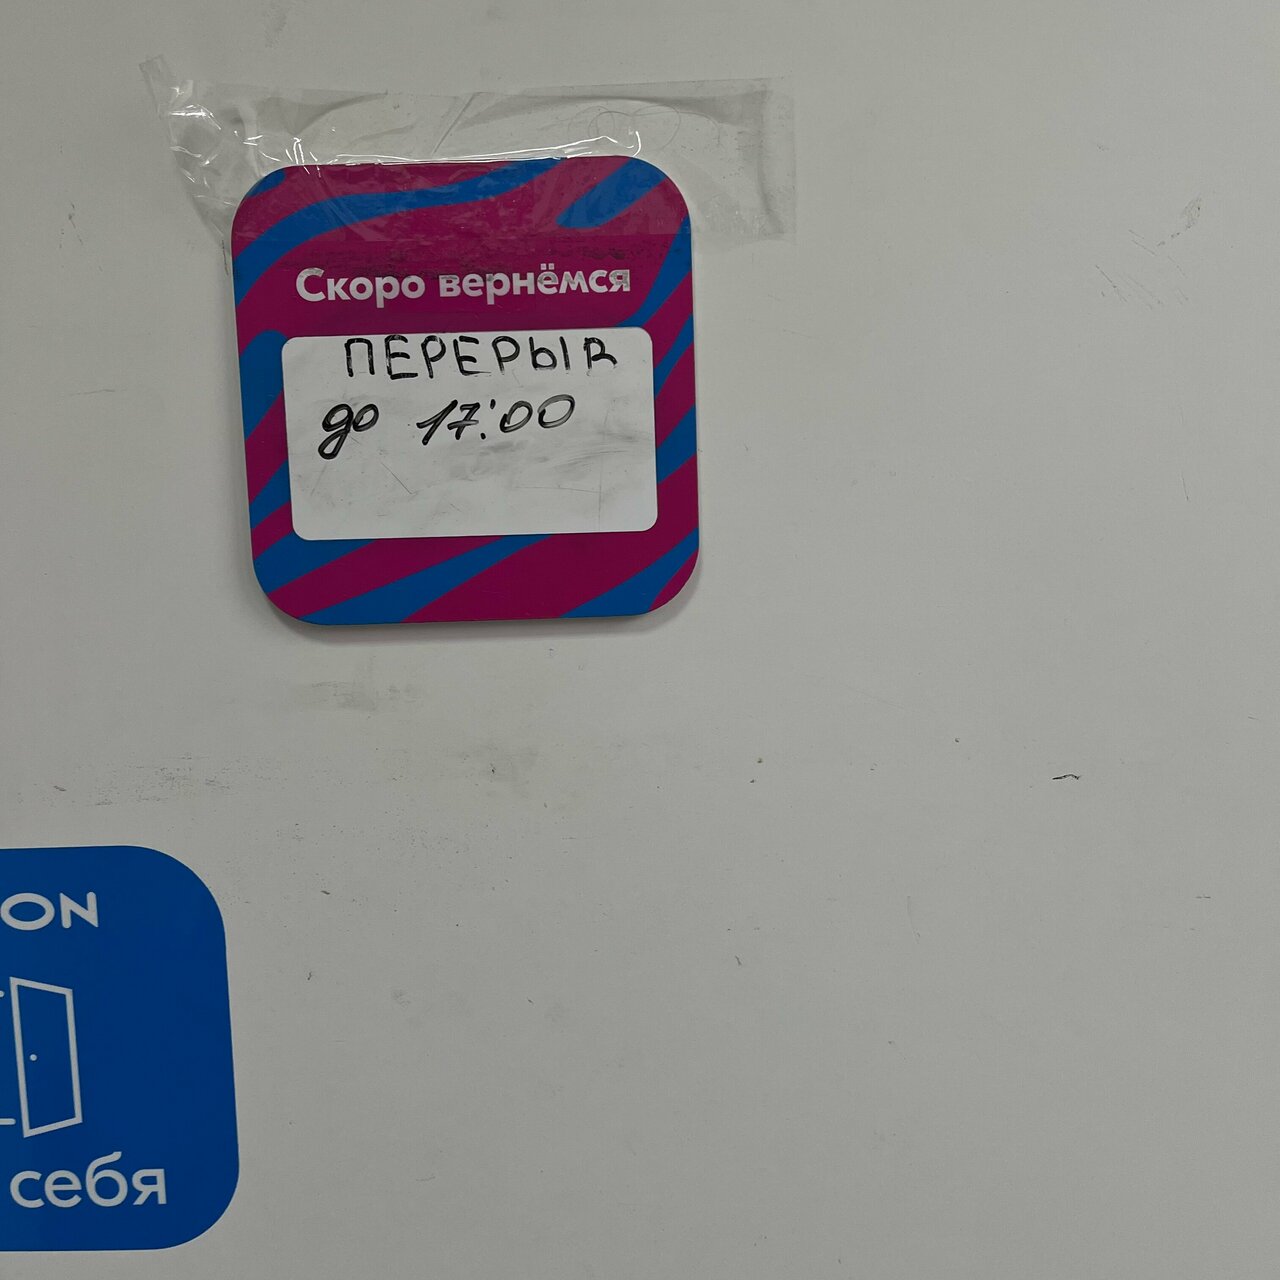 Скоро вернёмся
ПЕРЕРЫВ
до 17:00
ON
себя